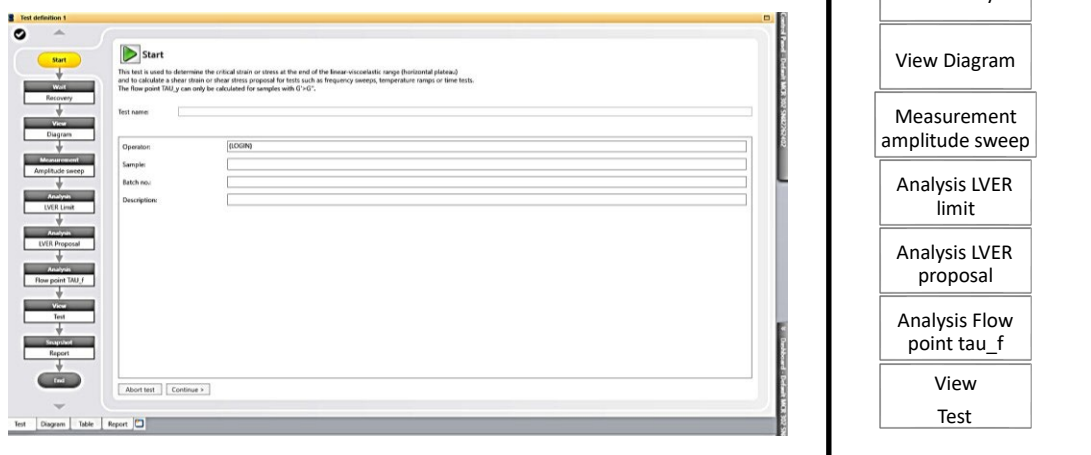 Test definition 1
Start
Wait
Recovery
View
Diagram
Measurement
Amplitude sweep
Analysis
LVER Limit
Analysis
LVER Proposal
Analysis
Flow point TAU_f
View
Test
Snapshot
Report
End
Start
This test is used to determine the critical strain or stress at the end of the linear-viscoelastic range (horizontal plateau)
and to calculate a shear strain or shear stress proposal for tests such as frequency sweeps, temperature ramps or time tests.
The flow point TAU_y can only be calculated for samples with G'>G".
Test name:
Operator: {LOGIN}
Sample:
Batch no.:
Description:
Abort test Continue >
Test Diagram Table Report
View Diagram
Measurement
amplitude sweep
Analysis LVER
limit
Analysis LVER
proposal
Analysis Flow
point tau_f
View
Test